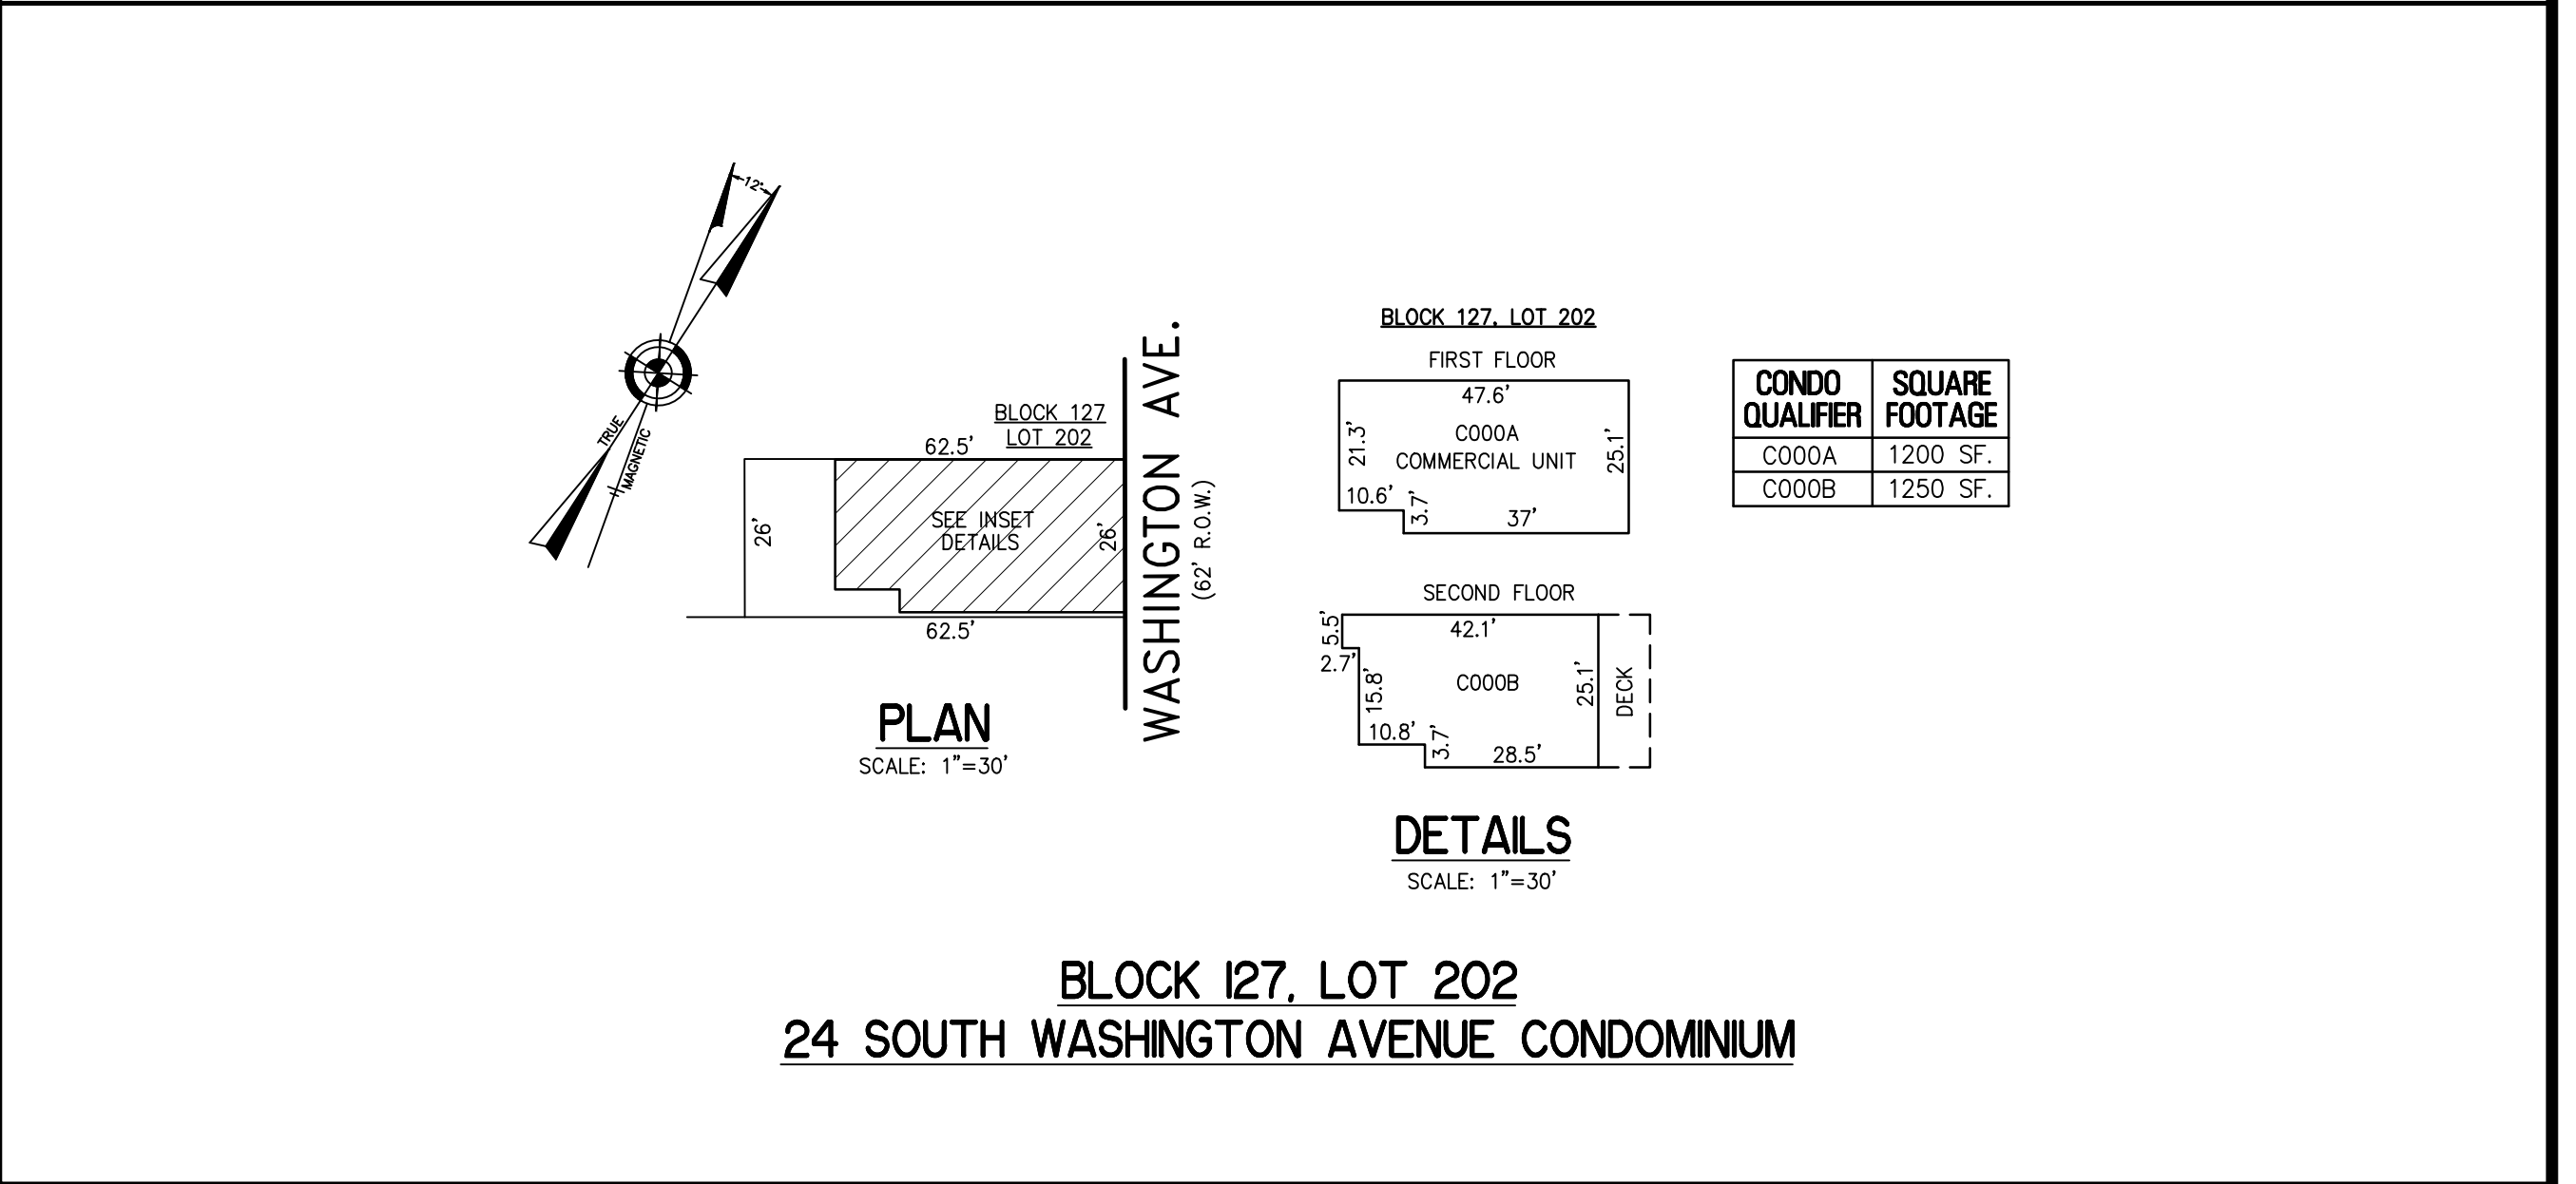 12°
TRUE
MAGNETIC
BLOCK 127
LOT 202
62.5'
26'
SEE INSET
DETAILS
26'
62.5'
WASHINGTON AVE.
(62' R.O.W.)
PLAN
SCALE: 1"=30'
BLOCK 127, LOT 202
FIRST FLOOR
47.6'
21.3'
C000A
COMMERCIAL UNIT
25.1'
10.6'
3.7'
37'
SECOND FLOOR
5.5'
42.1'
2.7'
15.8'
C000B
25.1'
DECK
10.8'
3.7'
28.5'
DETAILS
SCALE: 1"=30'
CONDO QUALIFIER SQUARE FOOTAGE
C000A 1200 SF.
C000B 1250 SF.
BLOCK 127, LOT 202
24 SOUTH WASHINGTON AVENUE CONDOMINIUM